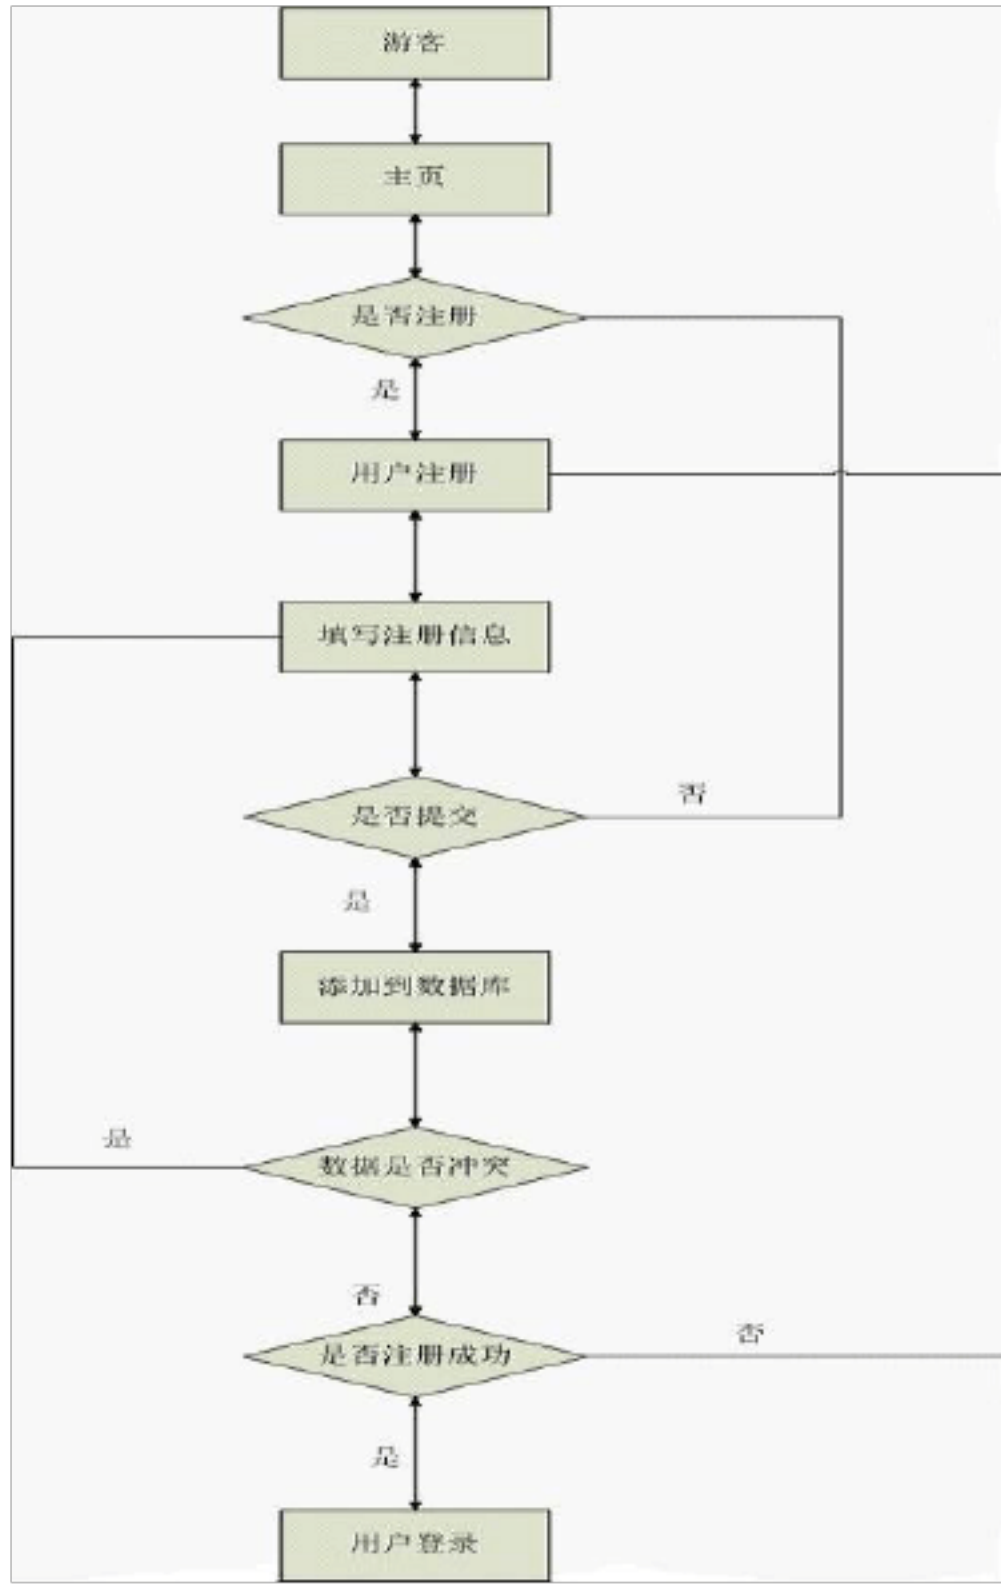 游客
主页
是否注册
是
用户注册
填写注册信息
是否提交
否
是
添加到数据库
是
数据是否冲突
否
否
是否注册成功
是
用户登录